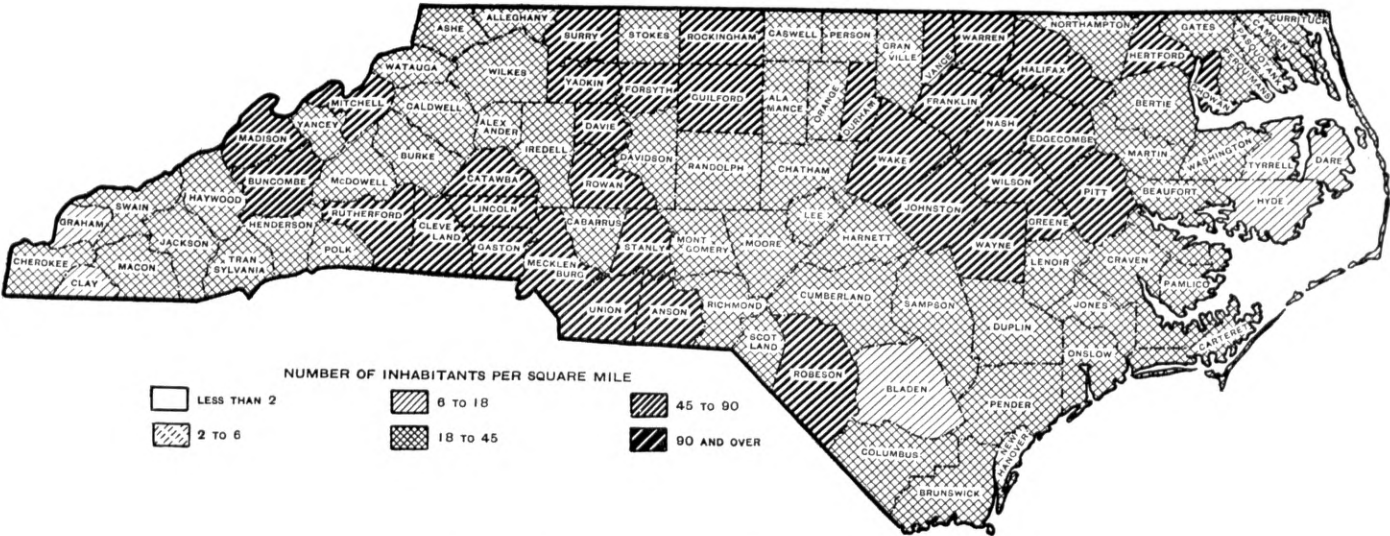 ASHE
ALLEGHANY
BURRY
STOKES
ROCKINGHAM
CASWELL
PERSON
GRAN
VILLE
VANCE
WARREN
NORTHAMPTON
GATES
CURRITUCK
CAMDEN
PASQUOTANK
PERQUIMANS
WATAUGA
WILKES
YADKIN
FORSYTH
GUILFORD
ALA
MANCE
ORANGE
DURHAM
FRANKLIN
HALIFAX
HERTFORD
CHOWAN
MITCHELL
YANCEY
CALDWELL
ALEX
ANDER
IREDELL
DAVIE
DAVIDSON
RANDOLPH
CHATHAM
WAKE
NASH
EDGECOMBE
BERTIE
MARTIN
WASHINGTON
TYRRELL
DARE
MADISON
BUNCOMBE
McDOWELL
BURKE
CATAWBA
ROWAN
JOHNSTON
WILSON
PITT
BEAUFORT
HYDE
SWAIN
HAYWOOD
HENDERSON
RUTHERFORD
CLEVE
LAND
LINCOLN
GASTON
CABARRUS
STANLY
MONT
GOMERY
MOORE
LEE
HARNETT
WAYNE
GREENE
LENOIR
CRAVEN
PAMLICO
GRAHAM
CHEROKEE
CLAY
MACON
JACKSON
TRAN
SYLVANIA
POLK
MECKLEN
BURG
UNION
ANSON
RICHMOND
SCOT
LAND
CUMBERLAND
SAMPSON
DUPLIN
JONES
ONSLOW
CARTERET
ROBESON
BLADEN
PENDER
NEW
HANOVER
COLUMBUS
BRUNSWICK
NUMBER OF INHABITANTS PER SQUARE MILE
LESS THAN 2
6 TO 18
45 TO 90
2 TO 6
18 TO 45
90 AND OVER